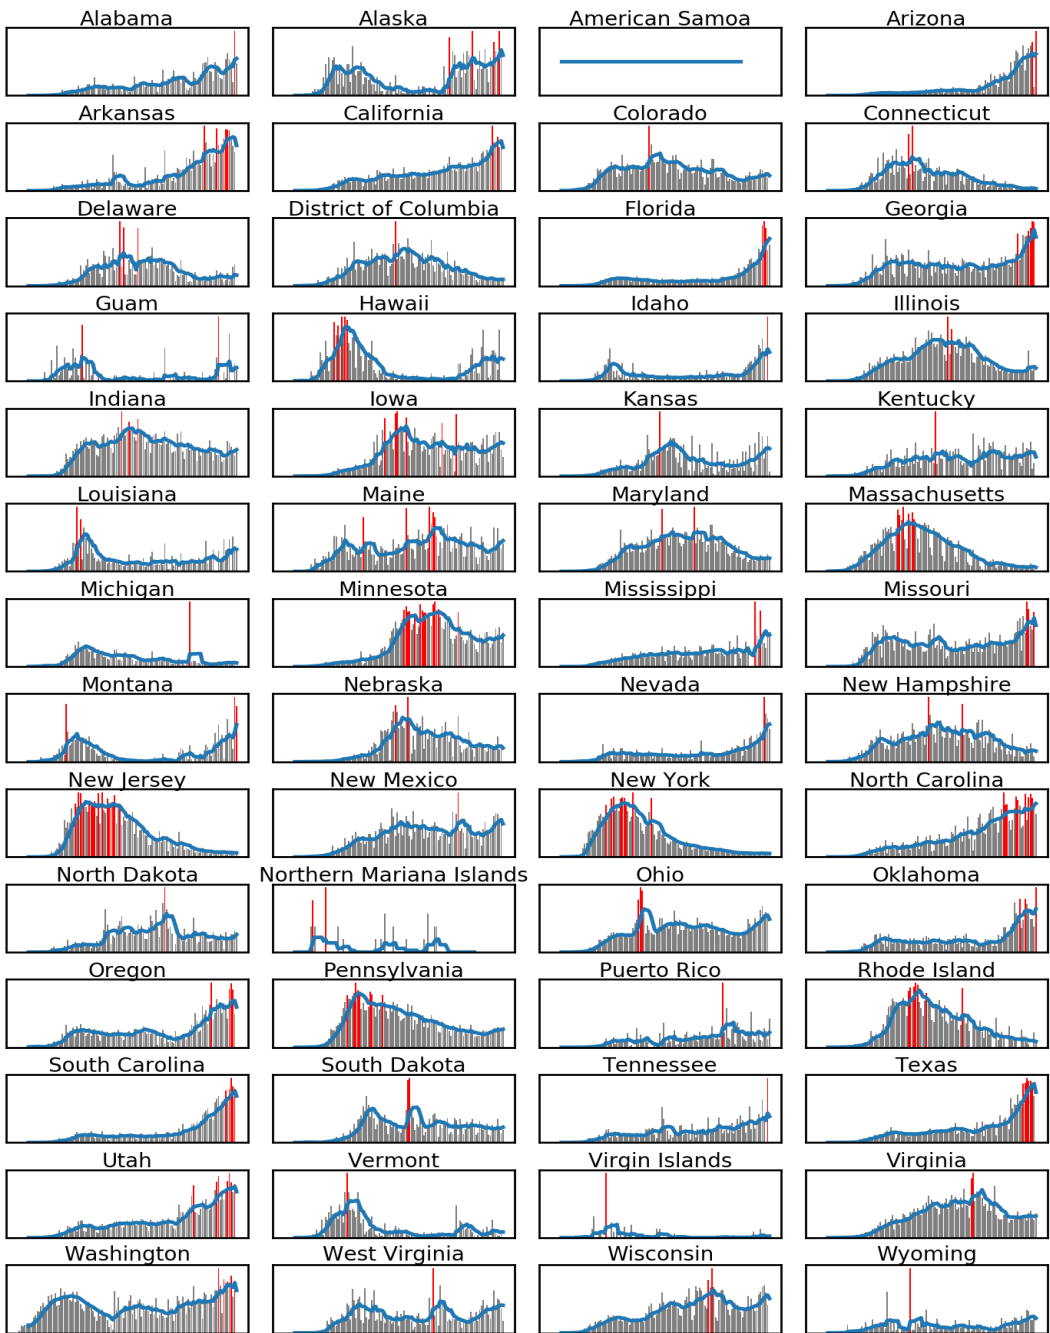 Alabama Alaska American Samoa Arizona
Arkansas California Colorado Connecticut
Delaware District of Columbia Florida Georgia
Guam Hawaii Idaho Illinois
Indiana Iowa Kansas Kentucky
Louisiana Maine Maryland Massachusetts
Michigan Minnesota Mississippi Missouri
Montana Nebraska Nevada New Hampshire
New Jersey New Mexico New York North Carolina
North Dakota Northern Mariana Islands Ohio Oklahoma
Oregon Pennsylvania Puerto Rico Rhode Island
South Carolina South Dakota Tennessee Texas
Utah Vermont Virgin Islands Virginia
Washington West Virginia Wisconsin Wyoming